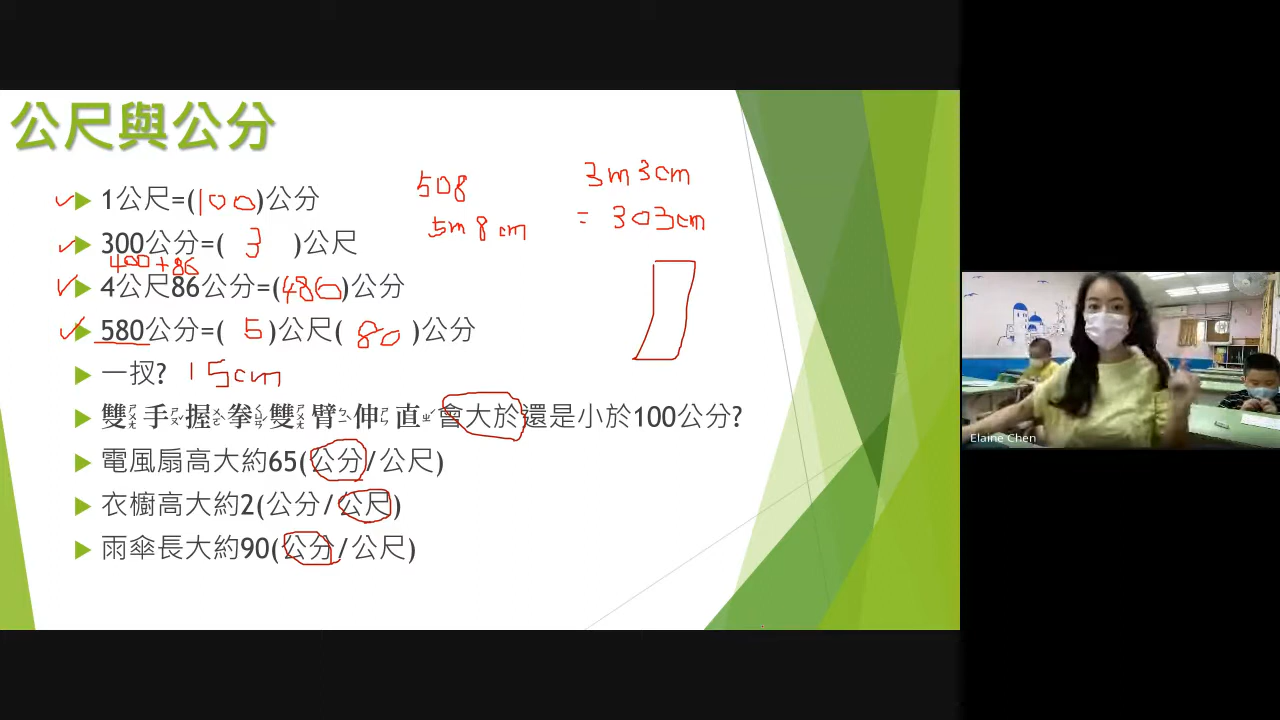 公尺與公分
1公尺=(100)公分
300公分=( 3 )公尺
400+86
4公尺86公分=(486)公分
580公分=( 5 )公尺( 80 )公分
一扠? 15cm
雙手握拳雙臂伸直會大於還是小於100公分?
電風扇高大約65(公分/公尺)
衣櫥高大約2(公分/公尺)
雨傘長大約90(公分/公尺)
508
5m 8cm
3m3cm
= 303cm
Elaine Chen